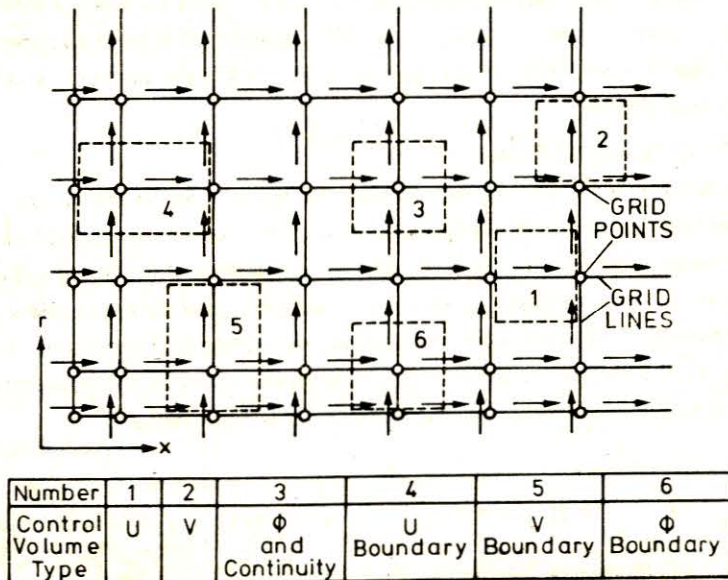 2
4
3
GRID
POINTS
1
GRID
LINES
5
6
r
x
Number 1 2 3 4 5 6
Control Volume Type U V Φ and Continuity U Boundary V Boundary Φ Boundary